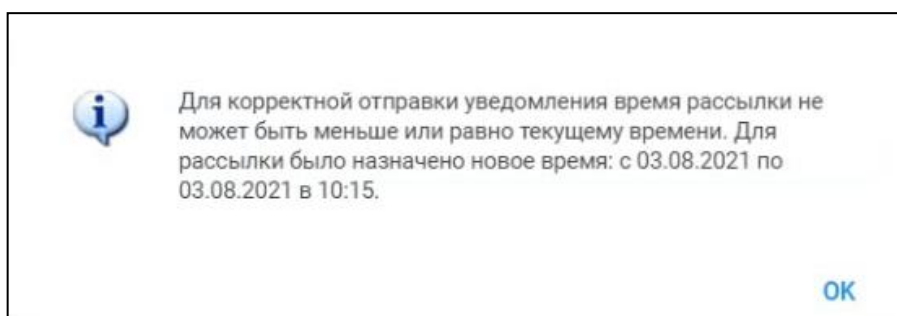 Для корректной отправки уведомления время рассылки не
может быть меньше или равно текущему времени. Для
рассылки было назначено новое время: с 03.08.2021 по
03.08.2021 в 10:15.
OK